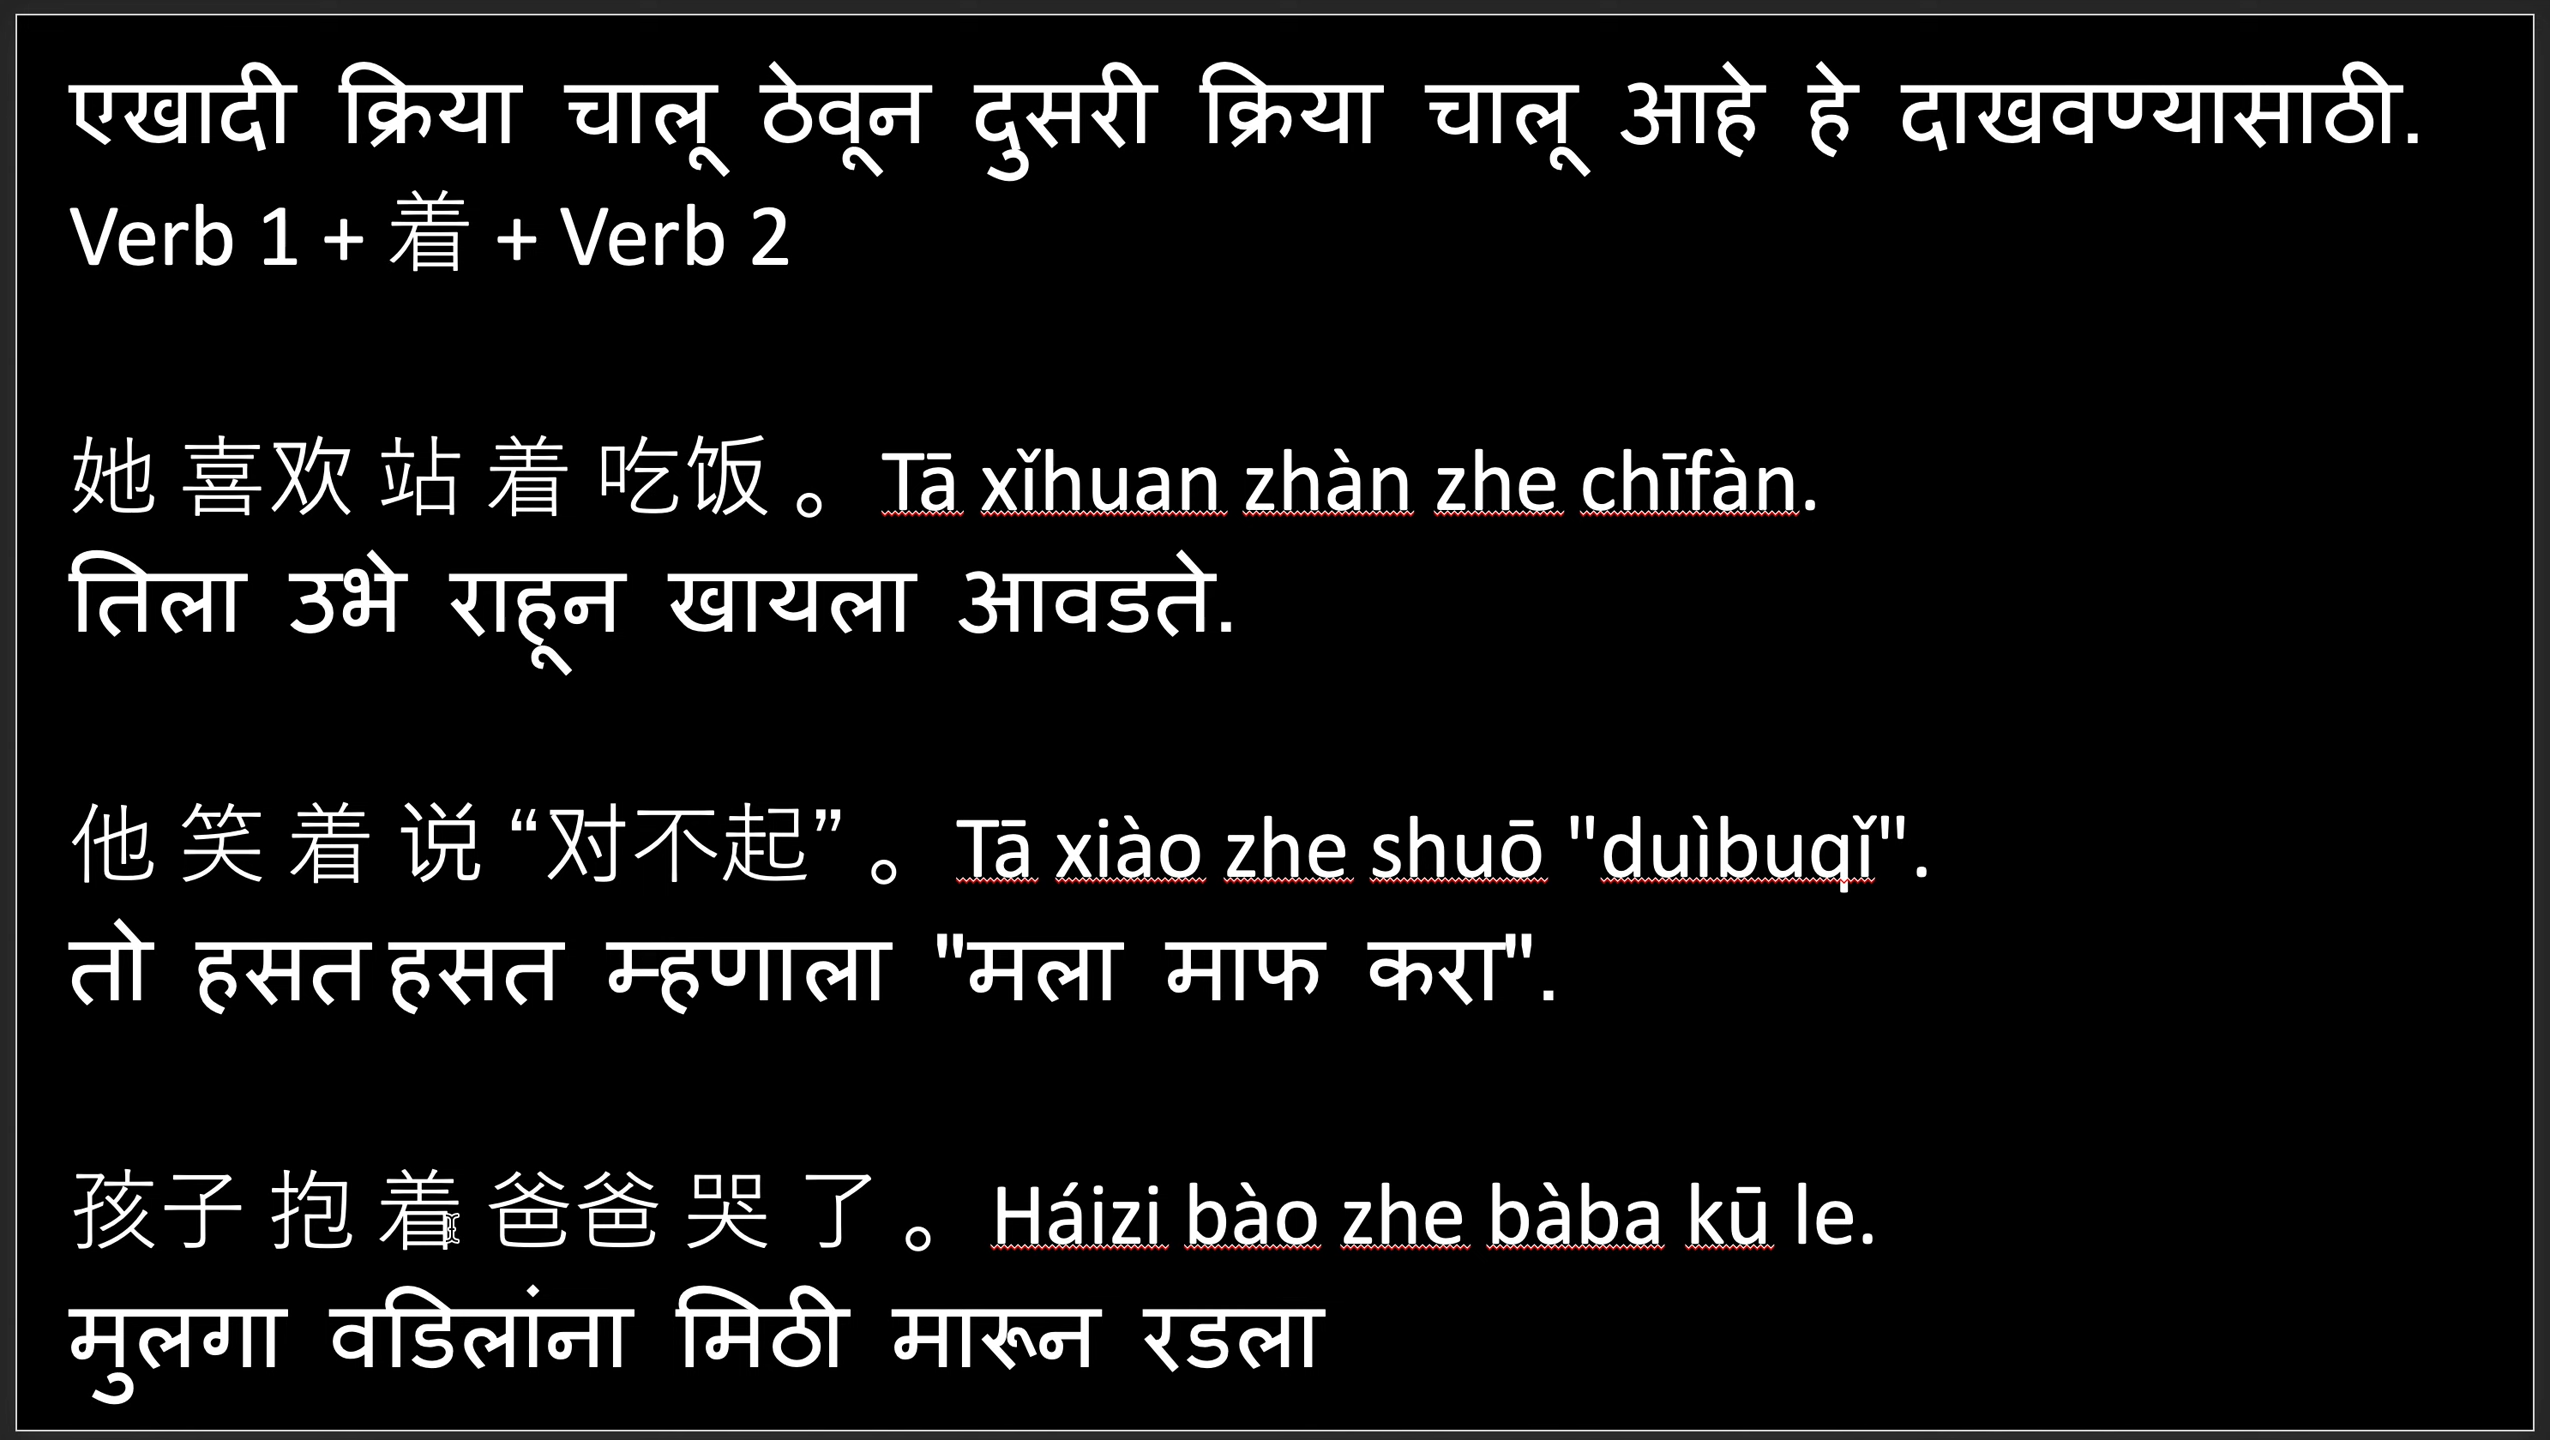 एखादी क्रिया चालू ठेवून दुसरी क्रिया चालू आहे हे दाखवण्यासाठी.
Verb 1 + 着 + Verb 2
她 喜欢 站 着 吃饭 。 Tā xǐhuan zhàn zhe chīfàn.
तिला उभे राहून खायला आवडते.
他 笑 着 说 “对不起” 。 Tā xiào zhe shuō "duìbuqǐ".
तो हसत हसत म्हणाला "मला माफ करा".
孩子 抱 着 爸爸 哭 了 。 Háizi bào zhe bàba kū le.
मुलगा वडिलांना मिठी मारून रडला